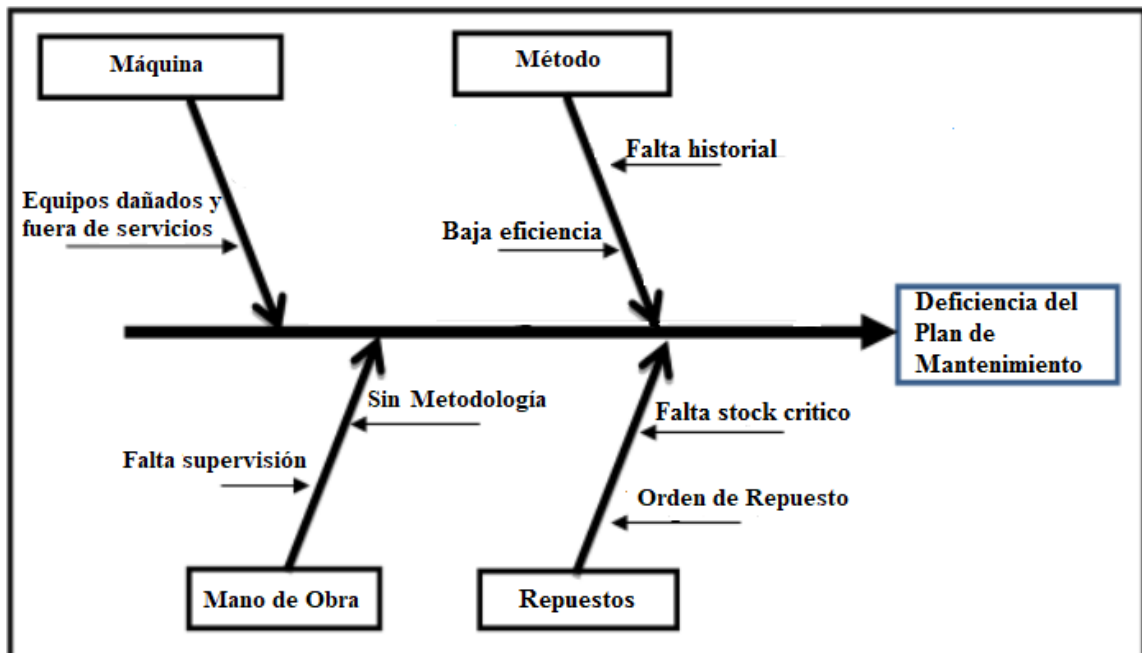 Máquina
Método
Falta historial
Equipos dañados y
fuera de servicios
Baja eficiencia
Deficiencia del
Plan de
Mantenimiento
Sin Metodología
Falta stock critico
Falta supervisión
Orden de Repuesto
Mano de Obra
Repuestos